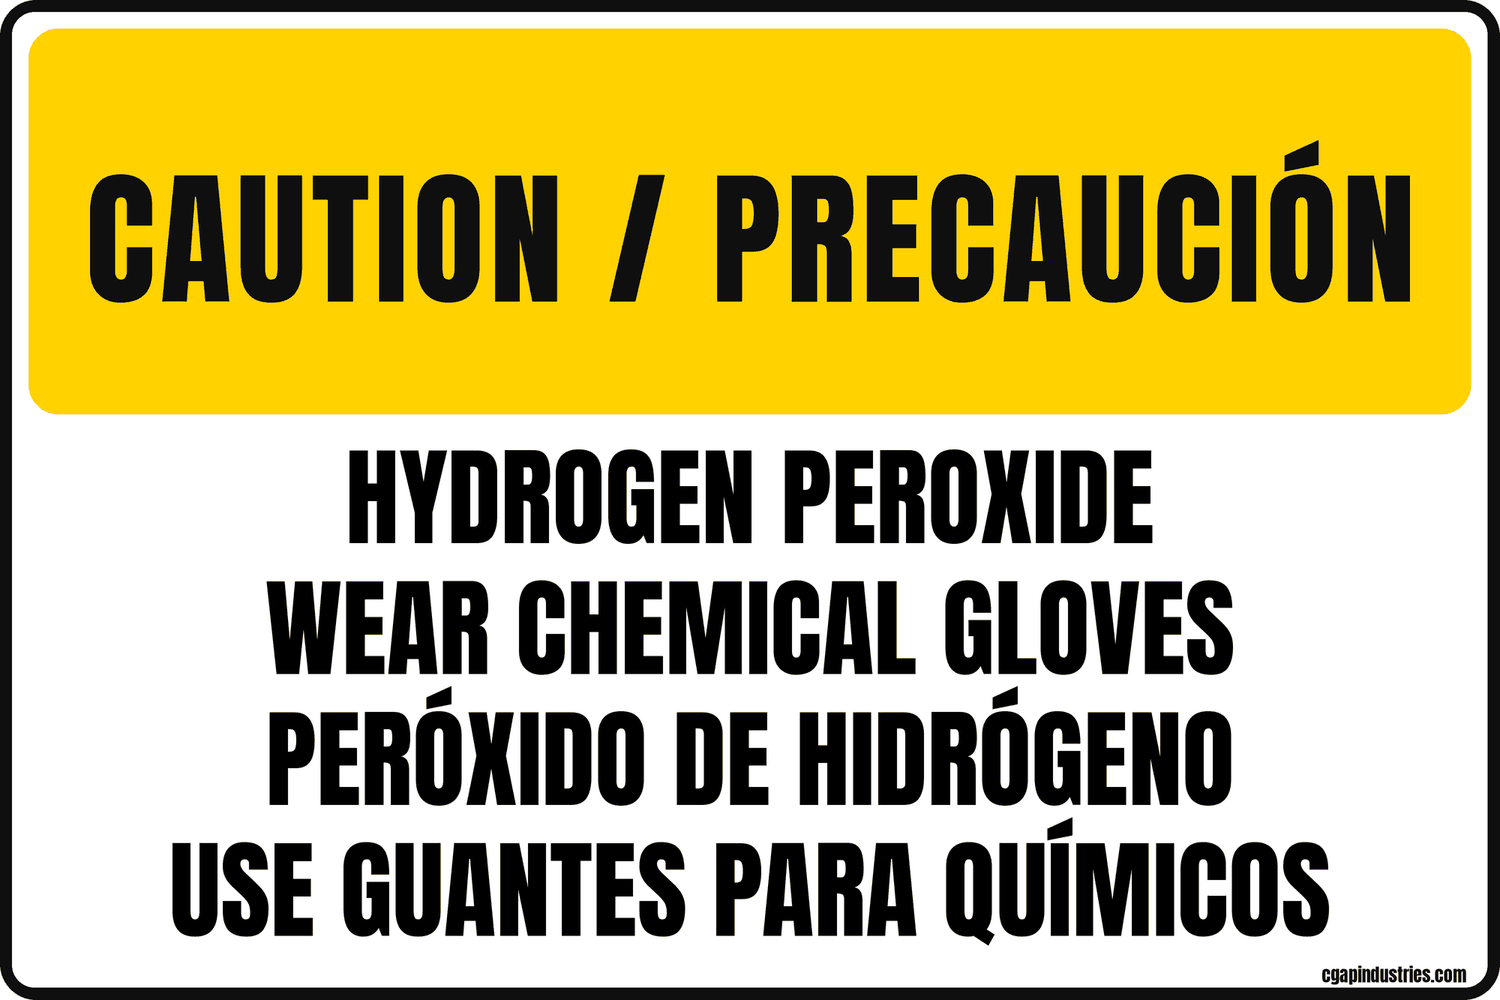 CAUTION / PRECAUCIÓN
HYDROGEN PEROXIDE
WEAR CHEMICAL GLOVES
PERÓXIDO DE HIDRÓGENO
USE GUANTES PARA QUÍMICOS
cgapindustries.com